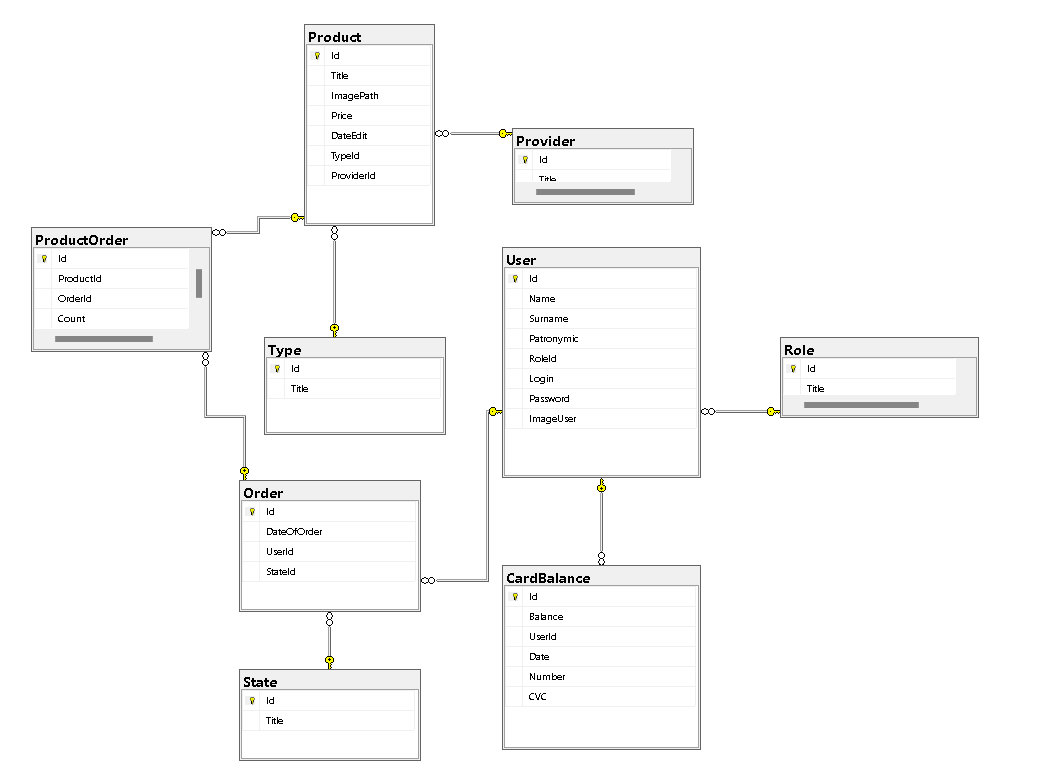 Product
Id
Title
ImagePath
Price
DateEdit
TypeId
ProviderId
Provider
Id
Title
ProductOrder
Id
ProductId
OrderId
Count
User
Id
Name
Surname
Patronymic
RoleId
Login
Password
ImageUser
Type
Id
Title
Role
Id
Title
Order
Id
DateOfOrder
UserId
StateId
CardBalance
Id
Balance
UserId
Date
Number
CVC
State
Id
Title